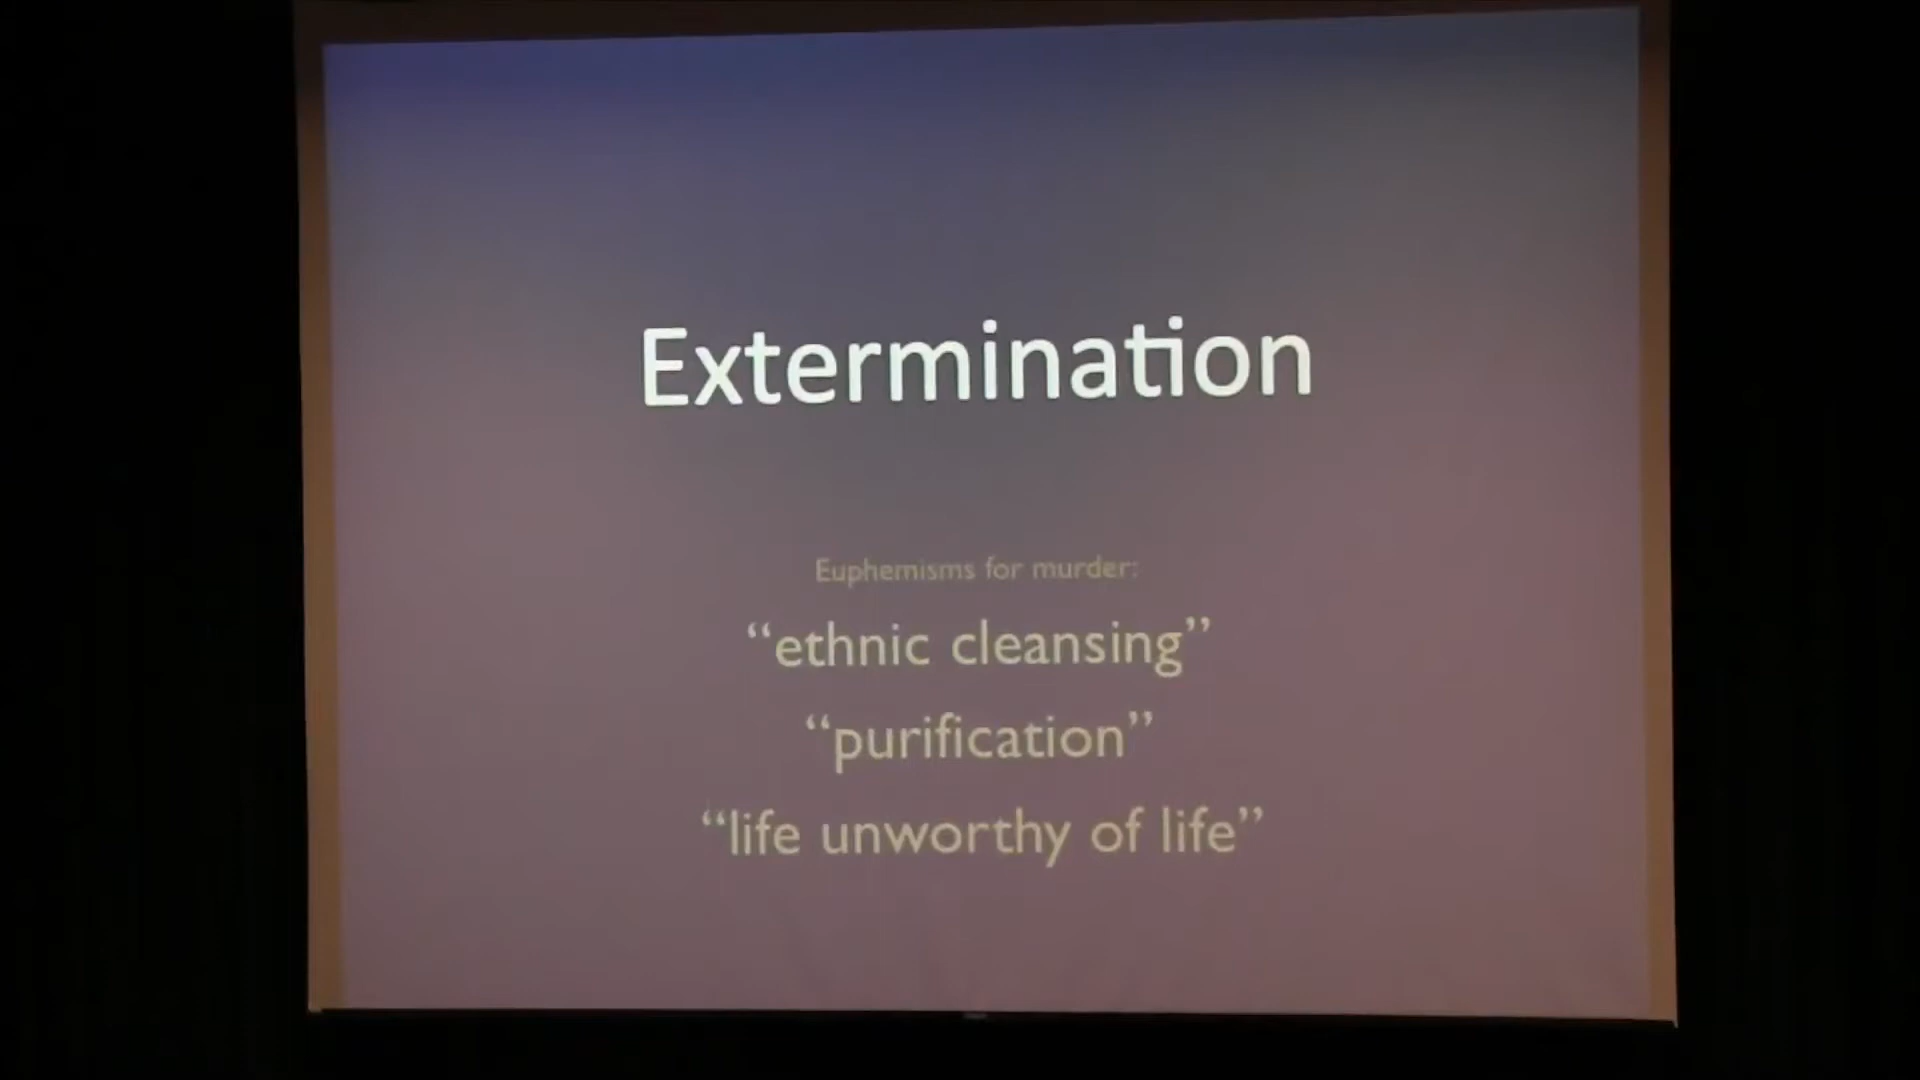 Extermination
Euphemisms for murder:
“ethnic cleansing”
“purification”
“life unworthy of life”